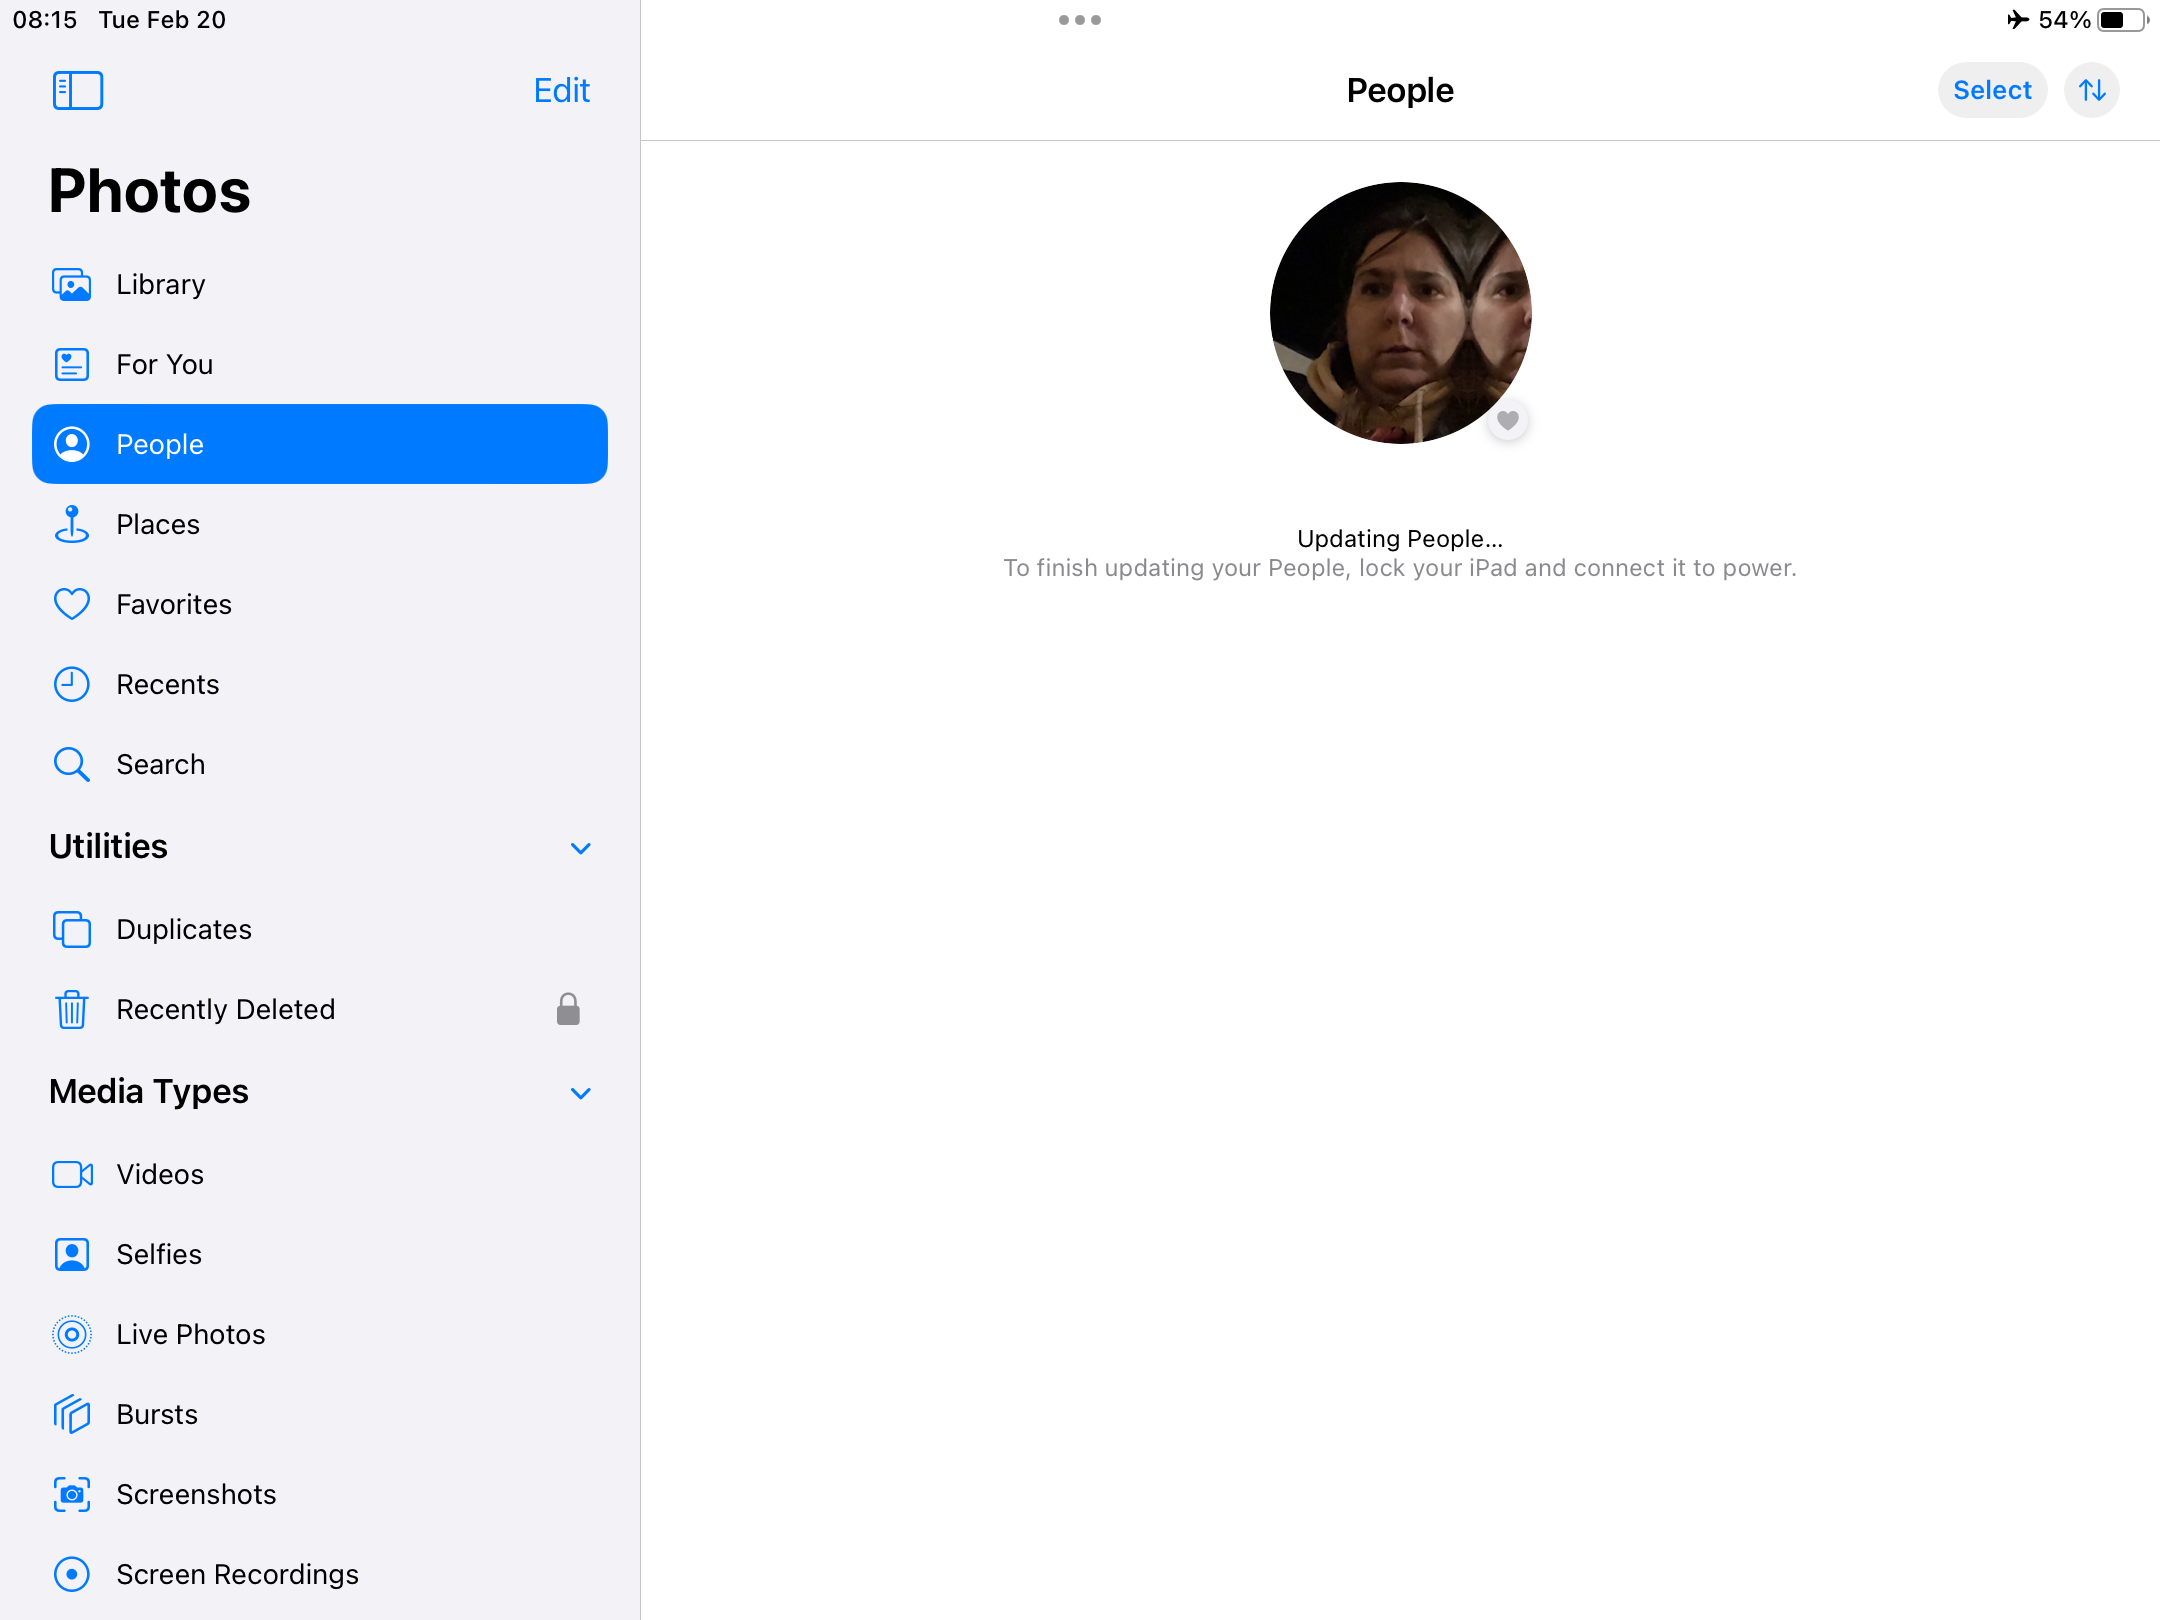 08:15 Tue Feb 20
54%
Edit
Photos
Library
For You
People
Places
Favorites
Recents
Search
Utilities
Duplicates
Recently Deleted
Media Types
Videos
Selfies
Live Photos
Bursts
Screenshots
Screen Recordings
People
Select
Updating People...
To finish updating your People, lock your iPad and connect it to power.